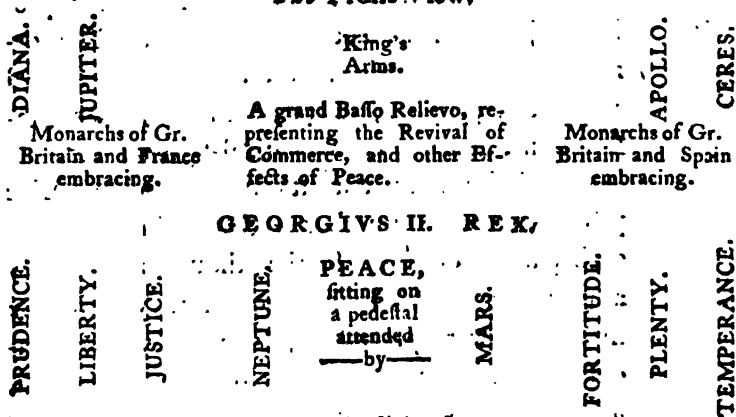 DIANA.
JUPITER.
King's
Arms.
APOLLO.
CERES.
A grand Baſſo Relievo, re-
preſenting the Revival of
Commerce, and other Ef-
fects of Peace.
Monarchs of Gr.
Britain and France
embracing.
Monarchs of Gr.
Britain and Spain
embracing.
GEORGIVS II. REX,
PRUDENCE.
LIBERTY.
JUSTICE.
NEPTUNE,
PEACE,
ſitting on
a pedeſtal
attended
—by—
MARS.
FORTITUDE.
PLENTY.
TEMPERANCE.